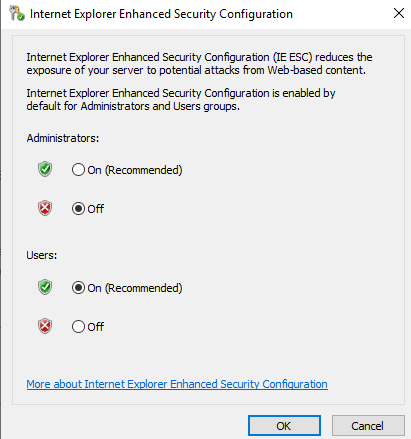 Internet Explorer Enhanced Security Configuration
Internet Explorer Enhanced Security Configuration (IE ESC) reduces the
exposure of your server to potential attacks from Web-based content.
Internet Explorer Enhanced Security Configuration is enabled by
default for Administrators and Users groups.
Administrators:
On (Recommended)
Off
Users:
On (Recommended)
Off
More about Internet Explorer Enhanced Security Configuration
OK Cancel